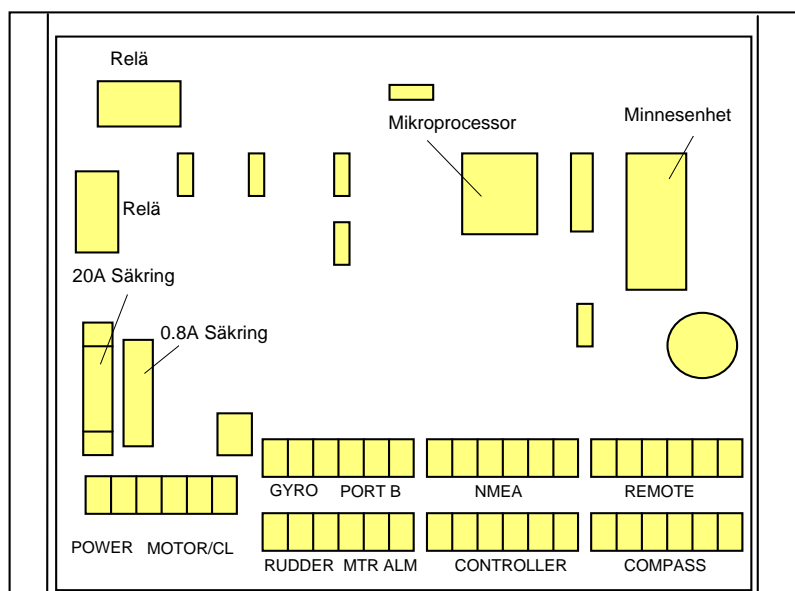 Relä
Mikroprocessor
Minnesenhet
Relä
20A Säkring
0.8A Säkring
GYRO PORT B NMEA REMOTE
POWER MOTOR/CL
RUDDER MTR ALM CONTROLLER COMPASS